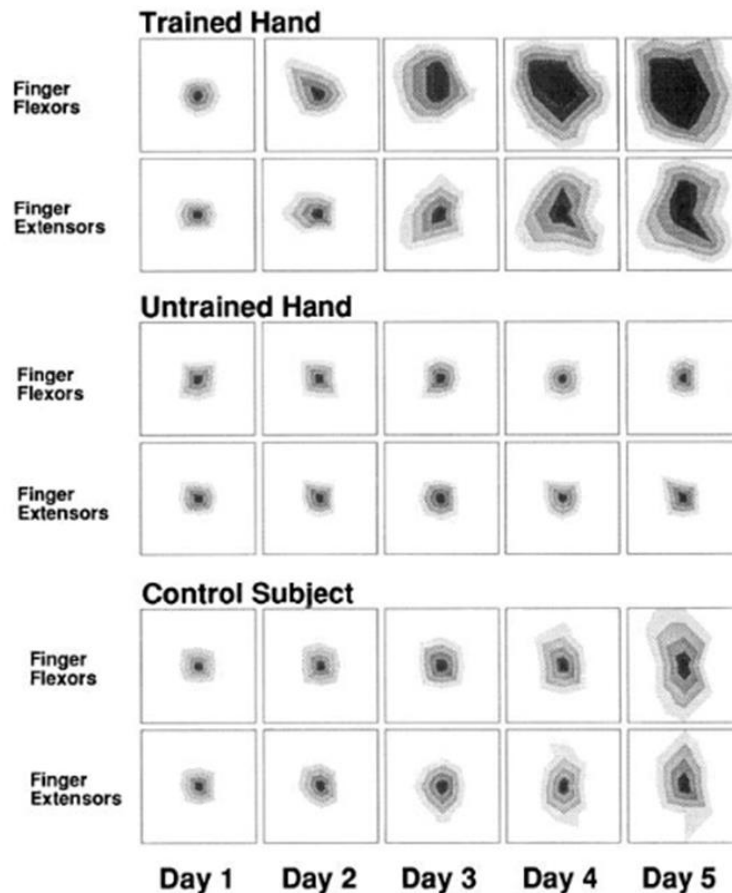 Trained Hand
Finger
Flexors
Finger
Extensors
Untrained Hand
Finger
Flexors
Finger
Extensors
Control Subject
Finger
Flexors
Finger
Extensors
Day 1 Day 2 Day 3 Day 4 Day 5